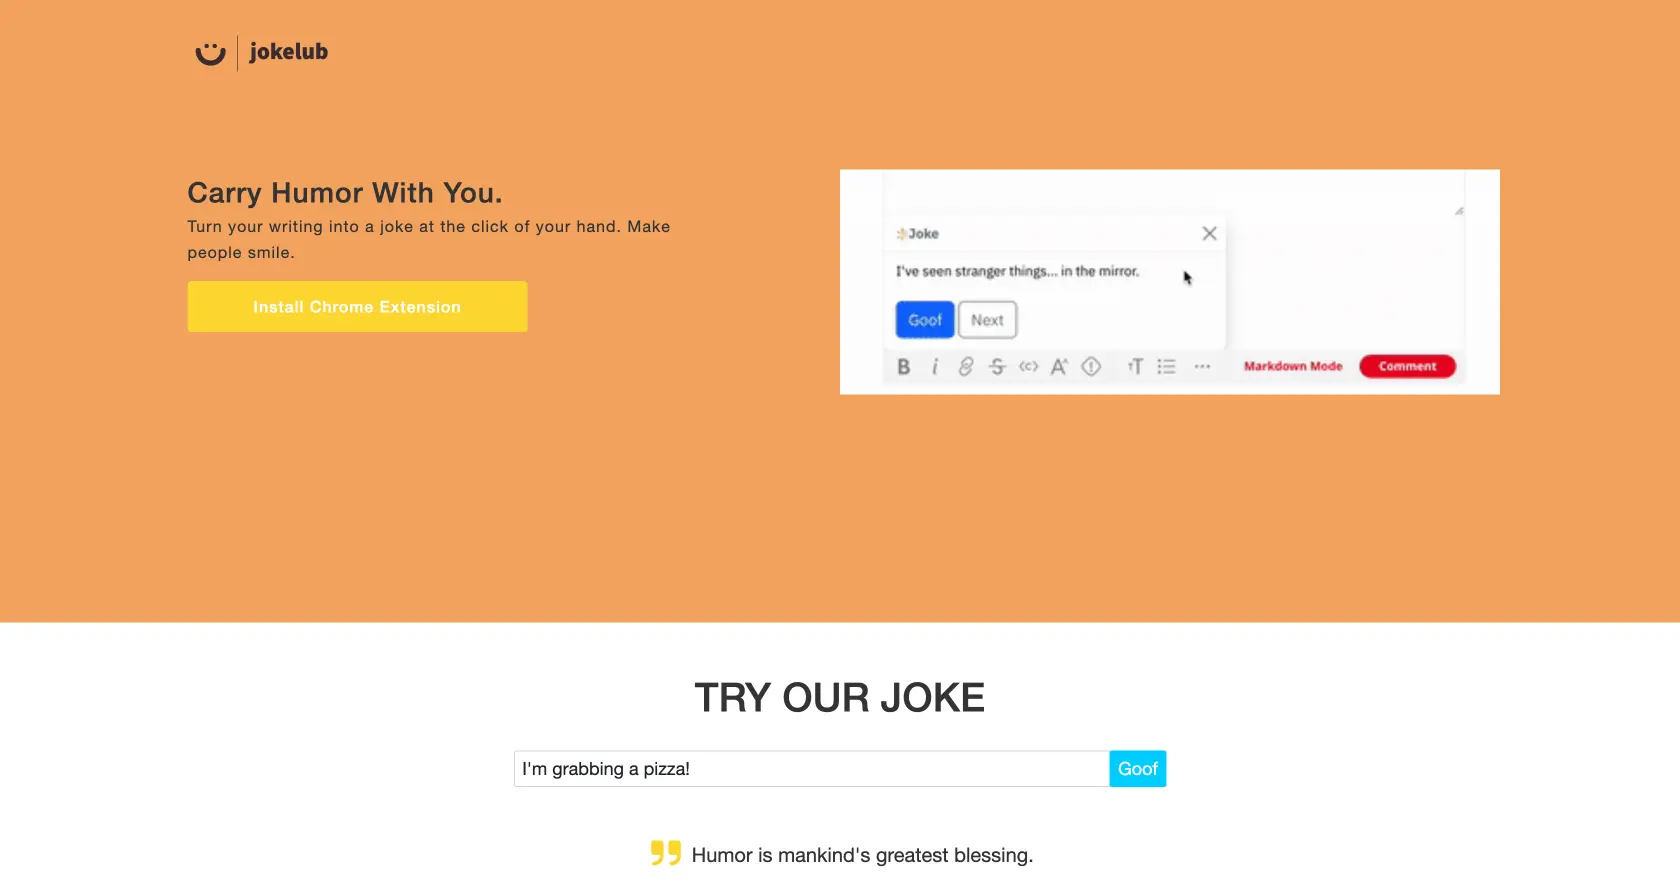 jokelub
Carry Humor With You.
Turn your writing into a joke at the click of your hand. Make
people smile.
Install Chrome Extension
Joke
I've seen stranger things... in the mirror.
Goof
Next
B i S <c> A T ...
Markdown Mode
Comment
TRY OUR JOKE
I'm grabbing a pizza!
Goof
Humor is mankind's greatest blessing.